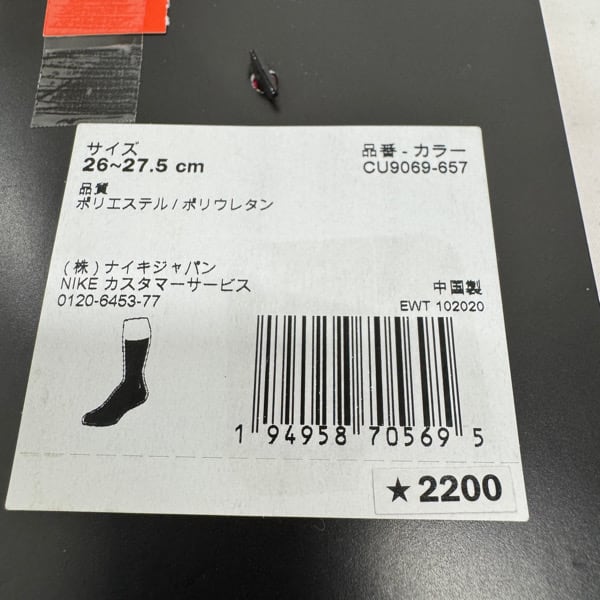 サイズ
26~27.5 cm
品番 - カラー
CU9069-657
品質
ポリエステル / ポリウレタン
(株) ナイキジャパン
NIKE カスタマーサービス
0120-6453-77
中国製
EWT 102020
1 94958 70569 5
★2200